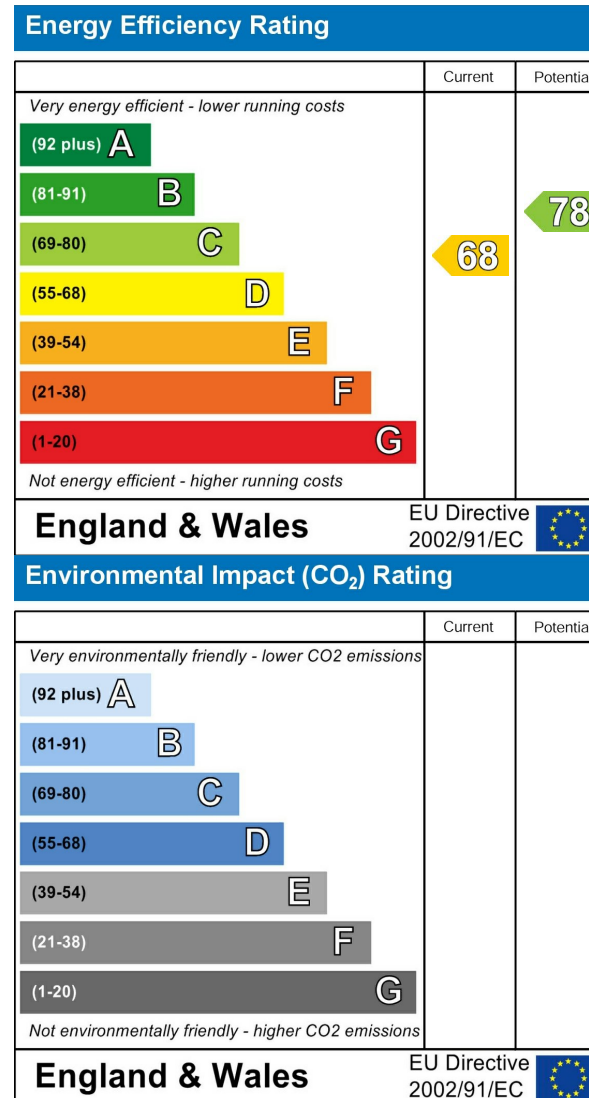 Energy Efficiency Rating
Current Potentia
Very energy efficient - lower running costs
(92 plus) A
(81-91) B
78
(69-80) C
68
(55-68) D
(39-54) E
(21-38) F
(1-20) G
Not energy efficient - higher running costs
England & Wales
EU Directive
2002/91/EC
Environmental Impact (CO₂) Rating
Current Potentia
Very environmentally friendly - lower CO2 emissions
(92 plus) A
(81-91) B
(69-80) C
(55-68) D
(39-54) E
(21-38) F
(1-20) G
Not environmentally friendly - higher CO2 emissions
England & Wales
EU Directive
2002/91/EC